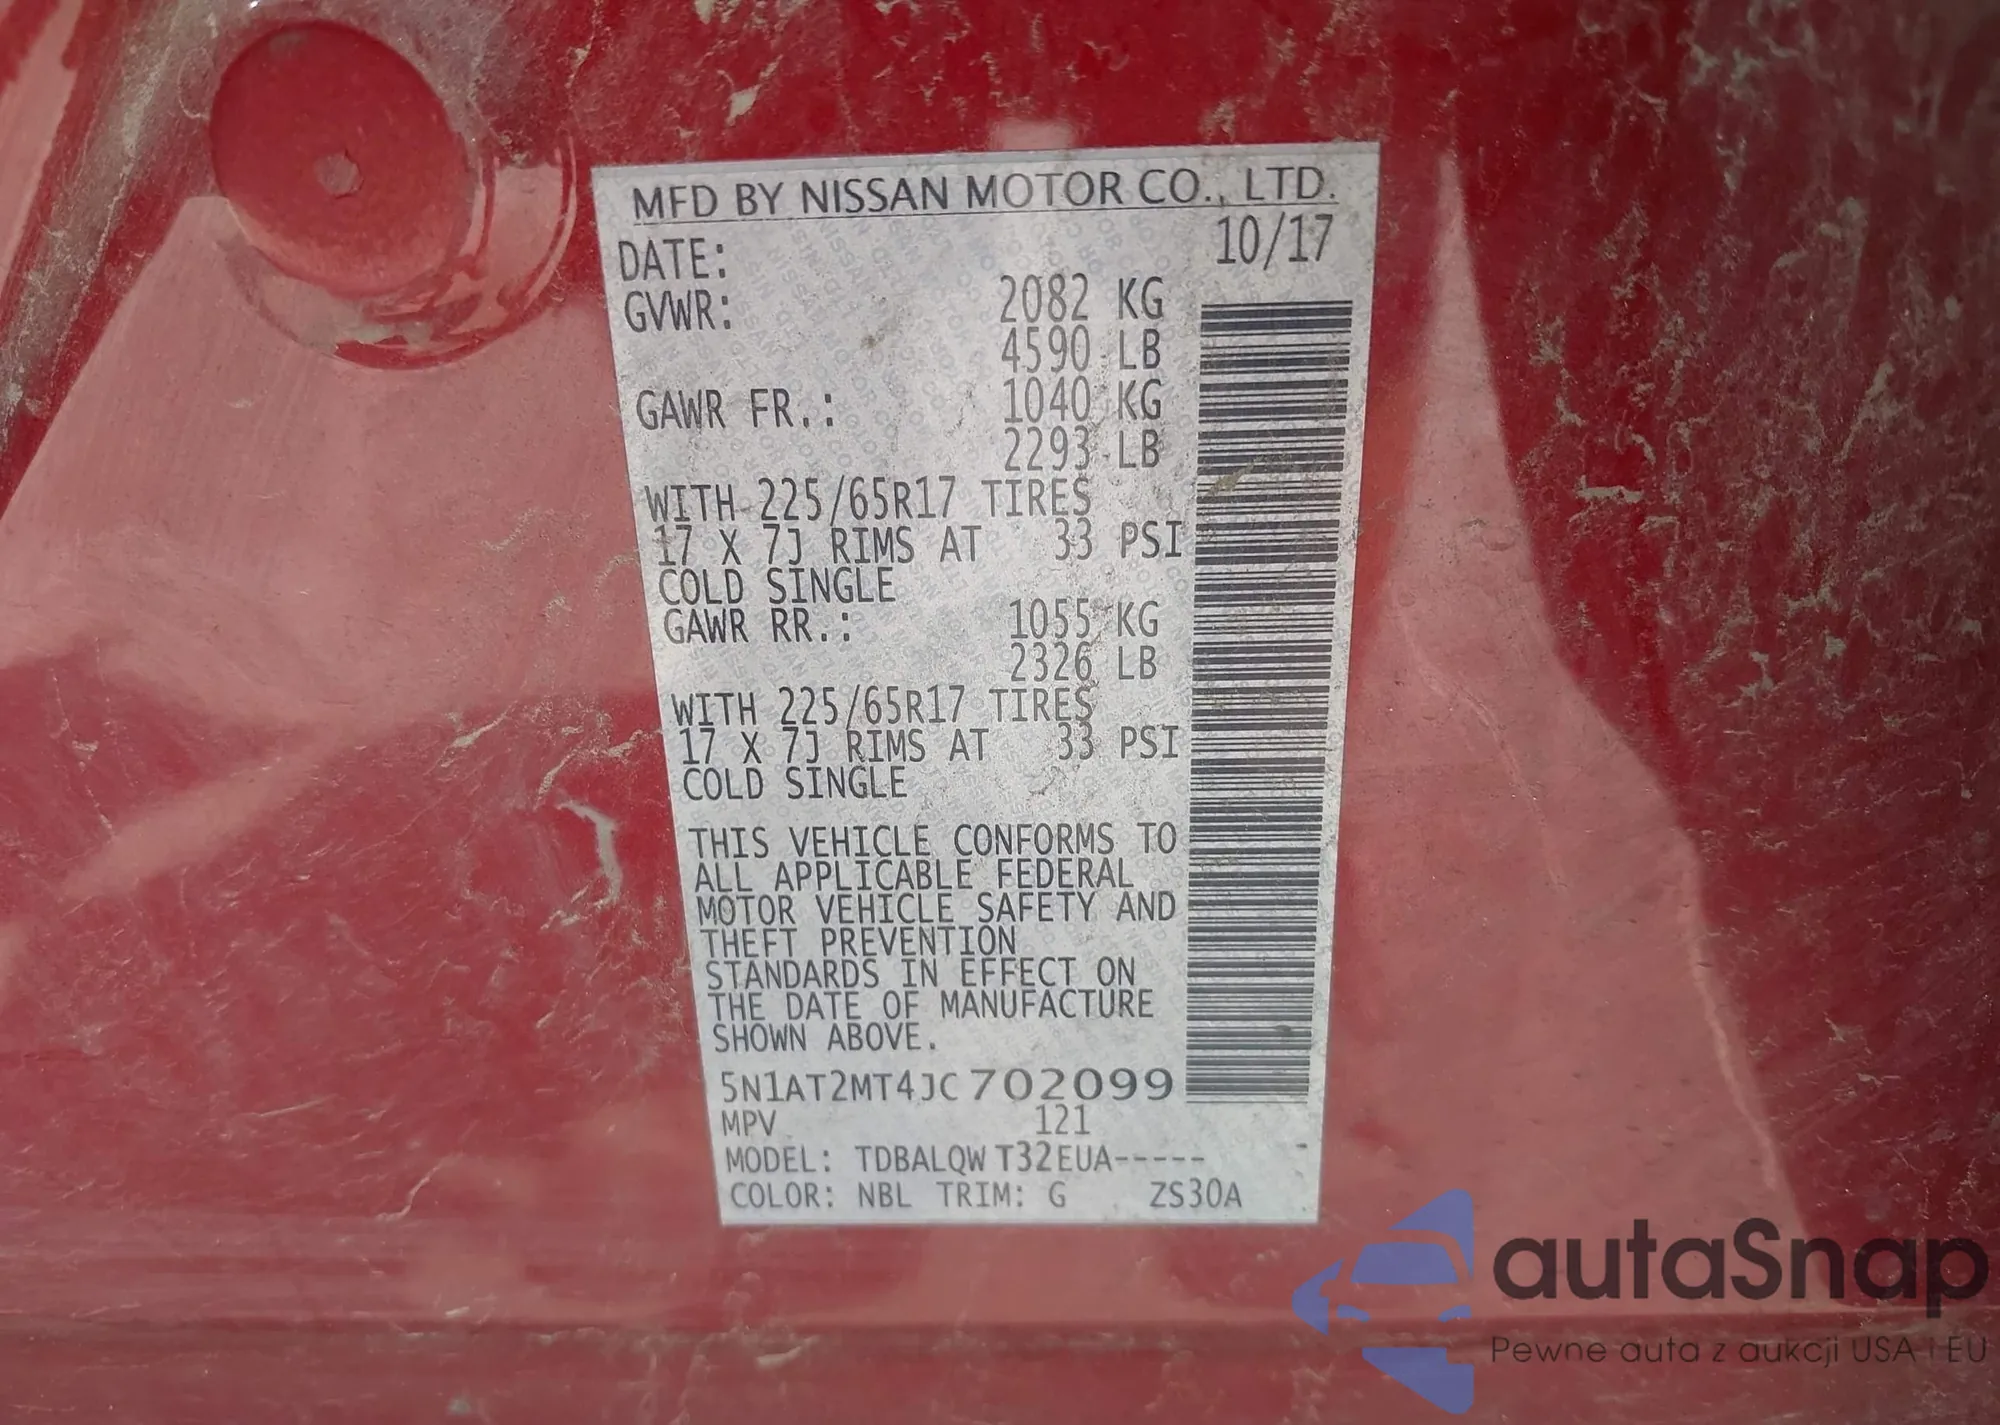 MFD BY NISSAN MOTOR CO., LTD.
DATE: 10/17
GVWR: 2082 KG
4590 LB
GAWR FR.: 1040 KG
2293 LB
WITH 225/65R17 TIRES
17 X 7J RIMS AT 33 PSI
COLD SINGLE
GAWR RR.: 1055 KG
2326 LB
WITH 225/65R17 TIRES
17 X 7J RIMS AT 33 PSI
COLD SINGLE
THIS VEHICLE CONFORMS TO
ALL APPLICABLE FEDERAL
MOTOR VEHICLE SAFETY AND
THEFT PREVENTION
STANDARDS IN EFFECT ON
THE DATE OF MANUFACTURE
SHOWN ABOVE.
5N1AT2MT4JC702099
MPV 121
MODEL: TDBALQW T32EUA-----
COLOR: NBL TRIM: G ZS30A
autaSnap
Pewne auta z aukcji USA i EU